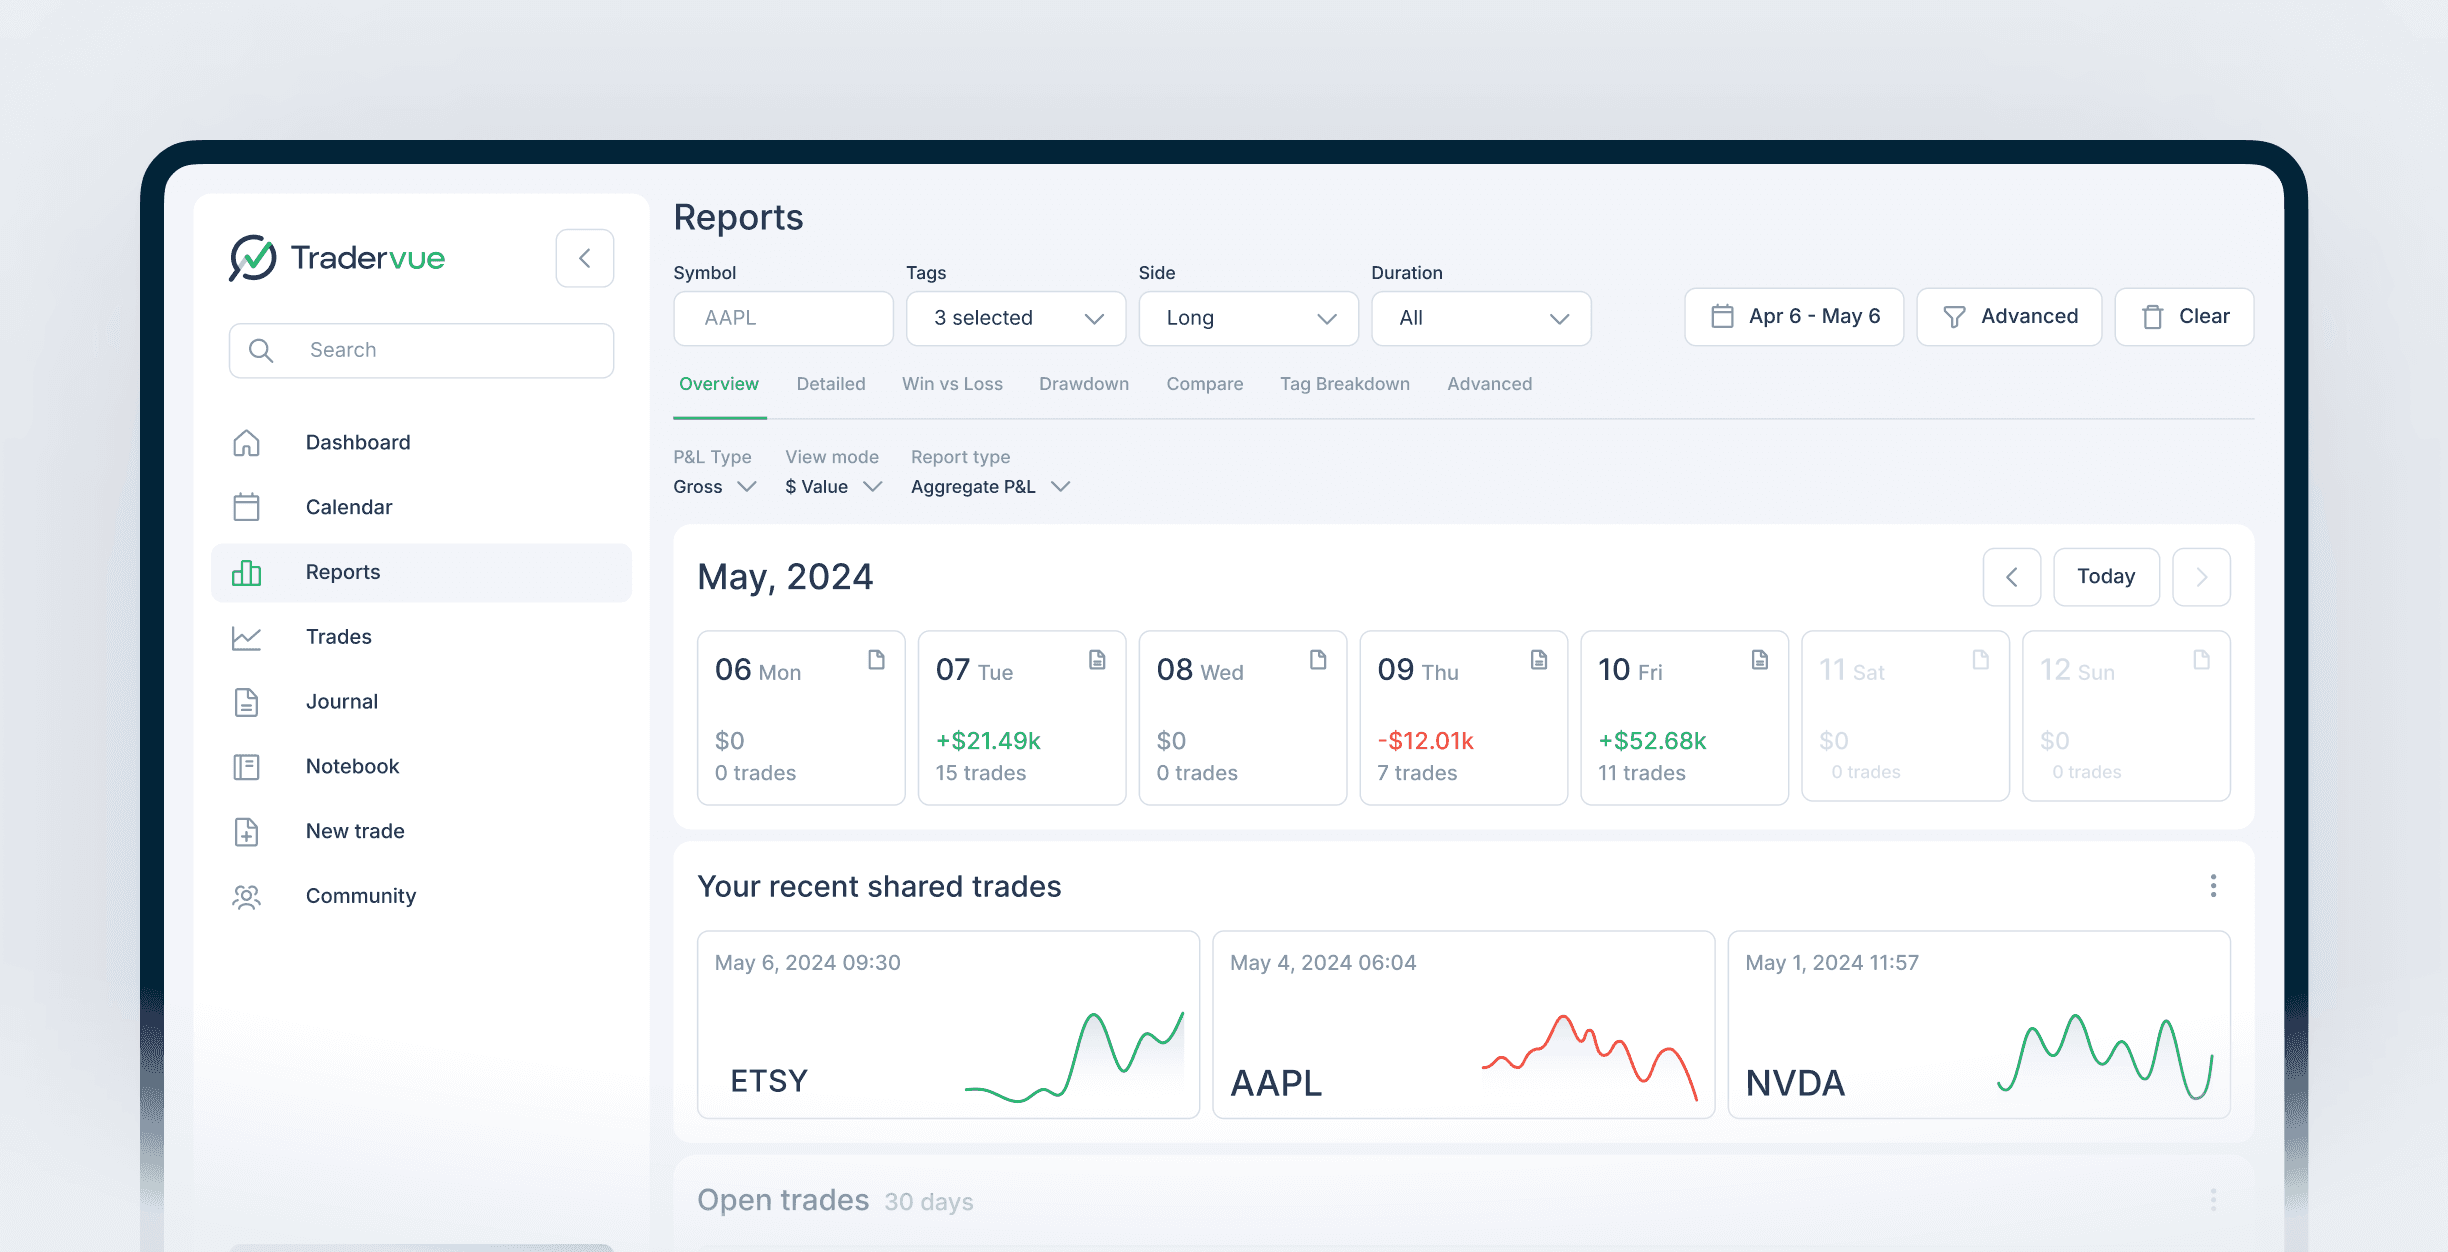 Tradervue
Search
Dashboard
Calendar
Reports
Trades
Journal
Notebook
New trade
Community
Reports
Symbol Tags Side Duration
AAPL 3 selected Long All Apr 6 - May 6 Advanced Clear
Overview Detailed Win vs Loss Drawdown Compare Tag Breakdown Advanced
P&L Type View mode Report type
Gross $ Value Aggregate P&L
May, 2024 Today
06 Mon 07 Tue 08 Wed 09 Thu 10 Fri 11 Sat 12 Sun
$0 +$21.49k $0 -$12.01k +$52.68k $0 $0
0 trades 15 trades 0 trades 7 trades 11 trades 0 trades 0 trades
Your recent shared trades
May 6, 2024 09:30 May 4, 2024 06:04 May 1, 2024 11:57
ETSY AAPL NVDA
Open trades 30 days